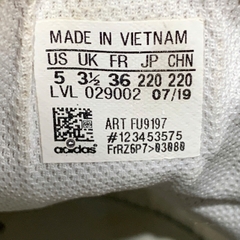 MADE IN VIETNAM
US UK FR JP CHN
5 3½ 36 220 220
LVL 029002 07/19
ART FU9197
#123453575
adidas FrRZ6P7>03080